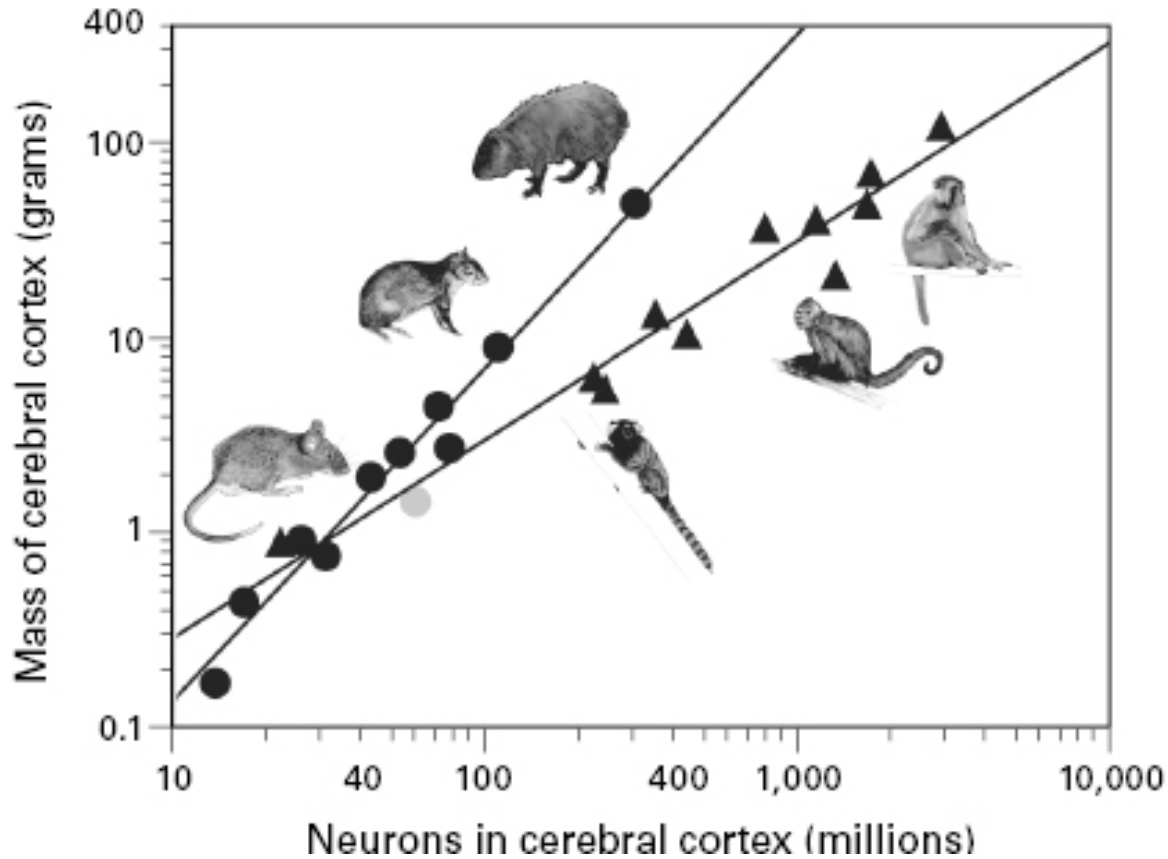 Mass of cerebral cortex (grams)
400
100
10
1
0.1
10 40 100 400 1,000 10,000
Neurons in cerebral cortex (millions)